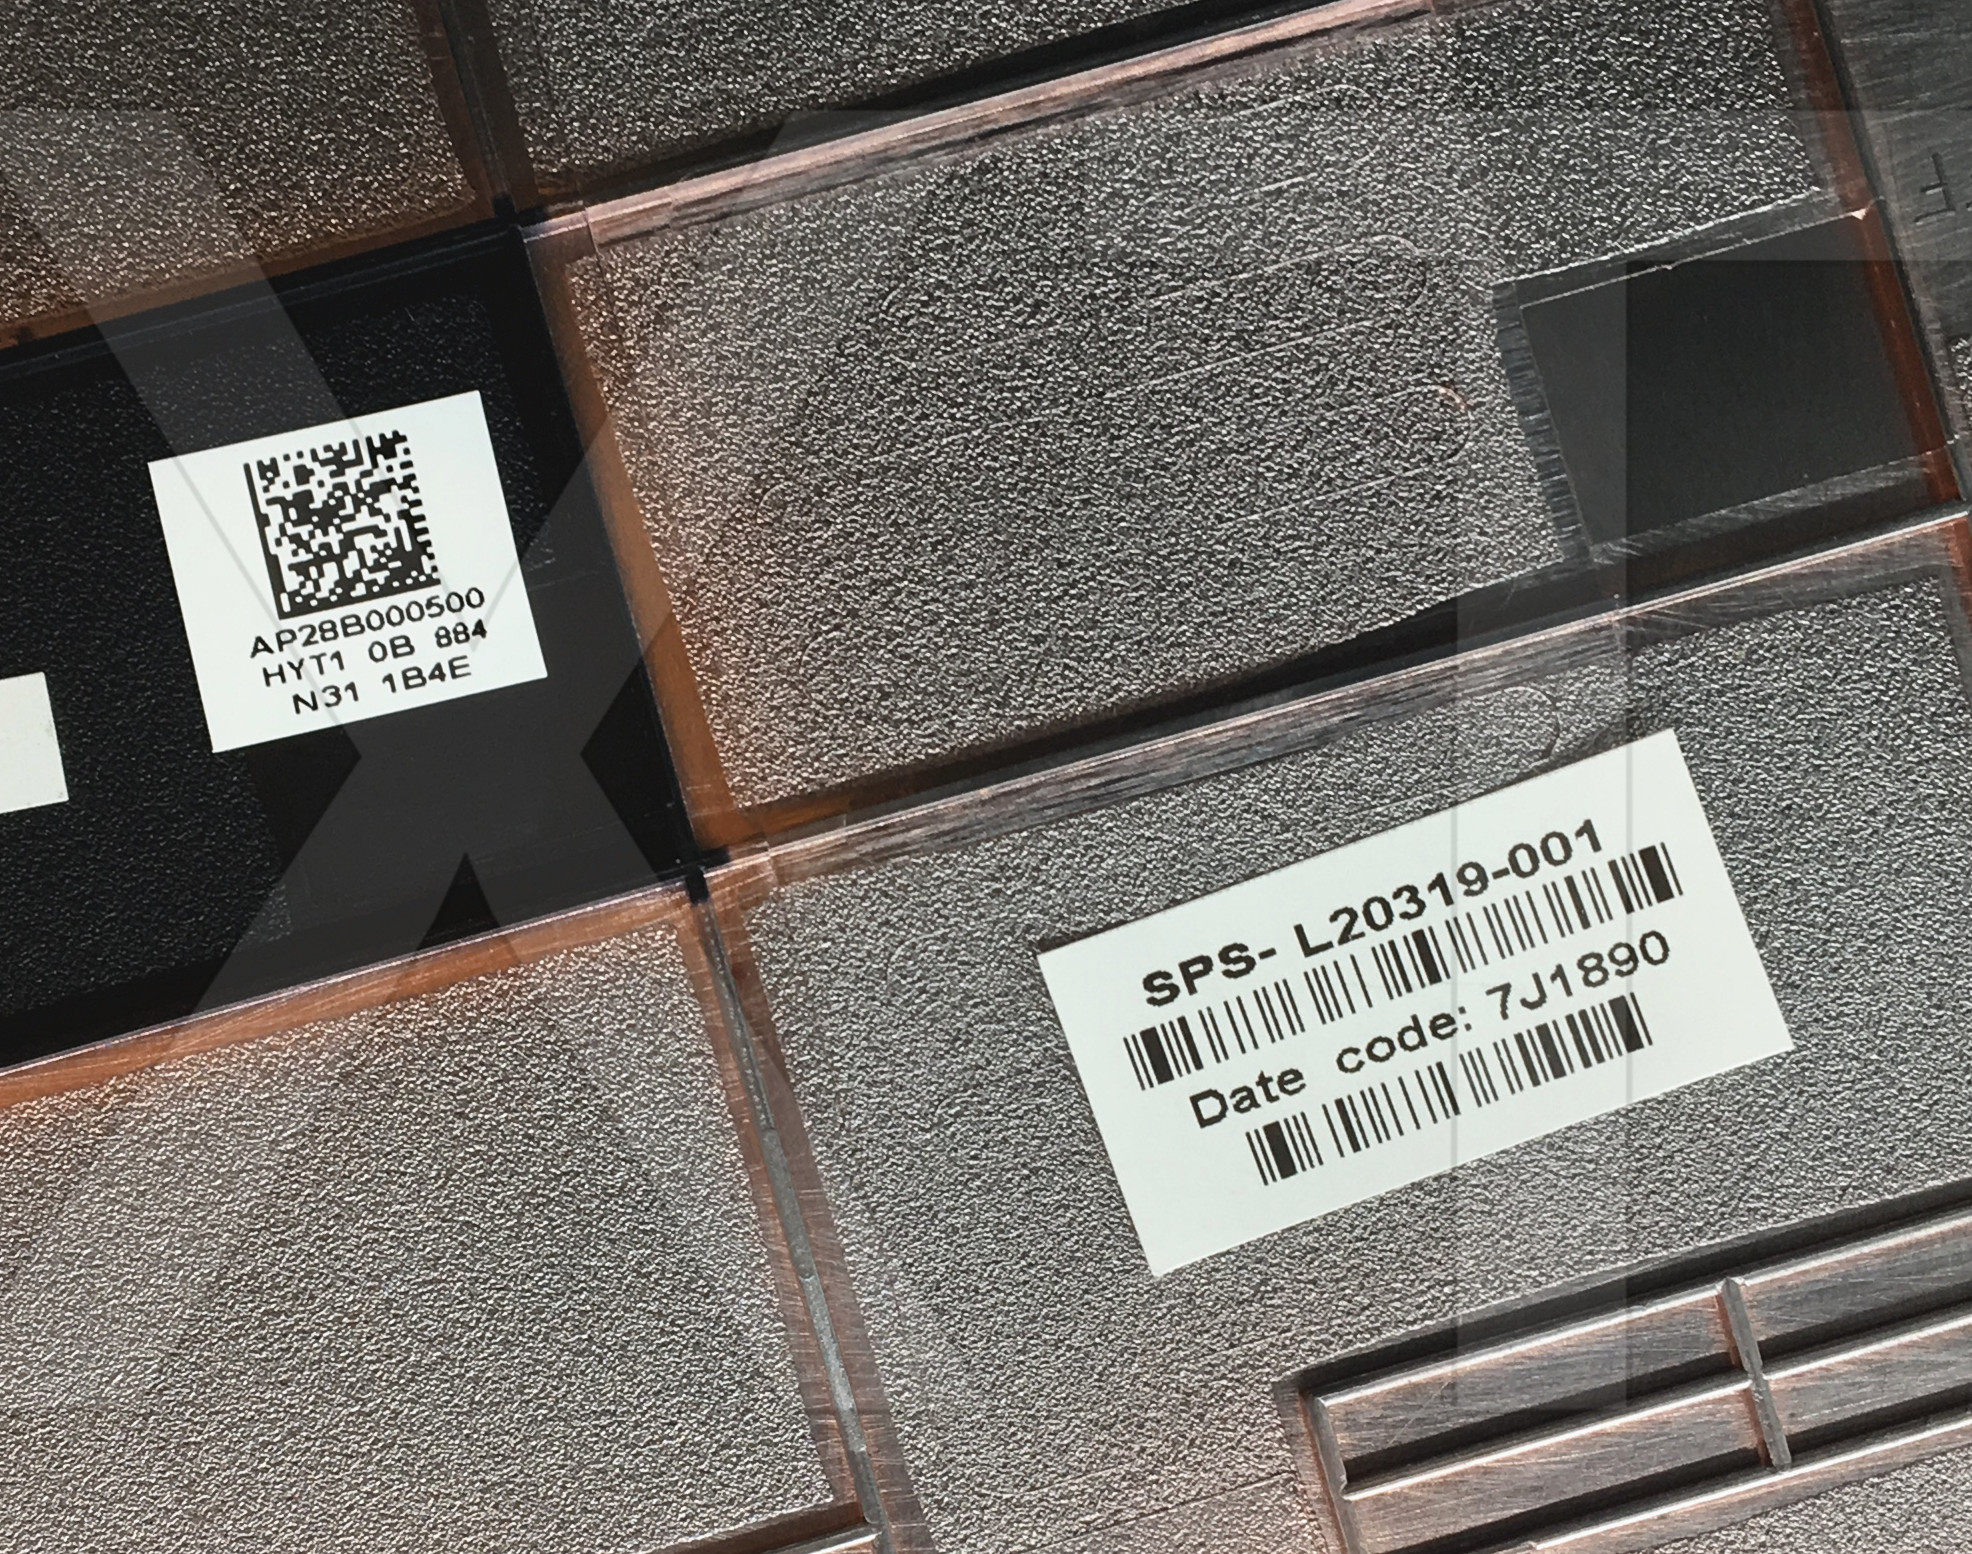 AP28B000500
HYT1 0B 884
N31 1B4E
SPS- L20319-001
Date code: 7J1890